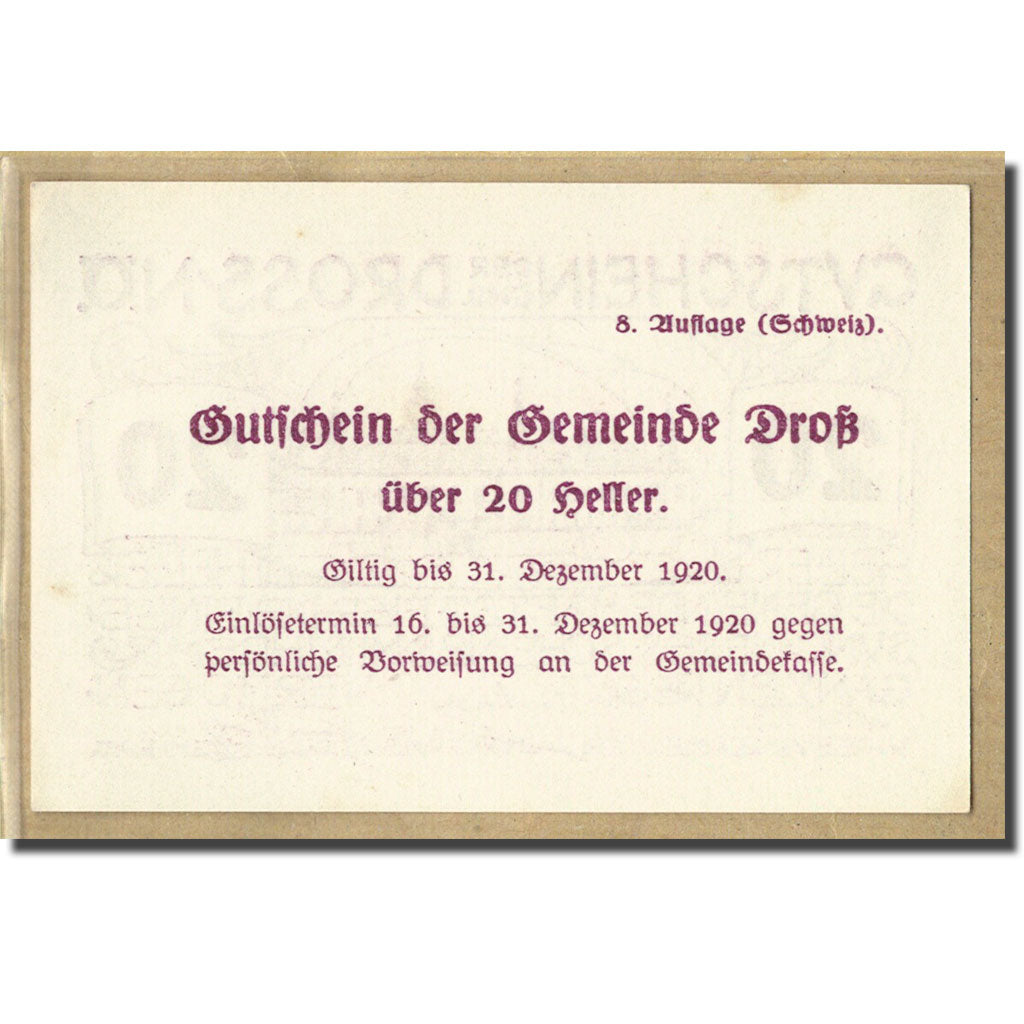 8. Auflage (Schweiz).
Gutschein der Gemeinde Droß
über 20 Heller.
Giltig bis 31. Dezember 1920.
Einlösetermin 16. bis 31. Dezember 1920 gegen
persönliche Vorweisung an der Gemeindekasse.